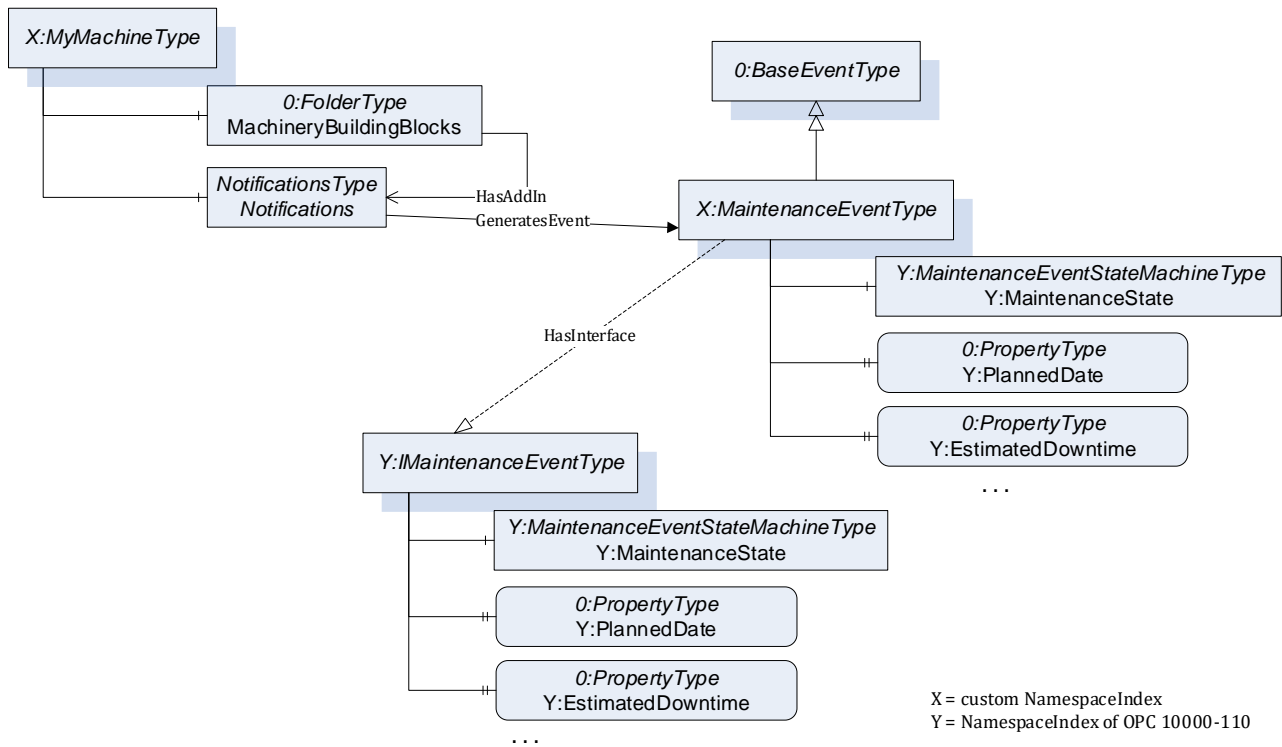 X:MyMachineType
0:FolderType
MachineryBuildingBlocks
NotificationsType
Notifications
HasAddIn
GeneratesEvent
0:BaseEventType
X:MaintenanceEventType
Y:MaintenanceEventStateMachineType
Y:MaintenanceState
0:PropertyType
Y:PlannedDate
0:PropertyType
Y:EstimatedDowntime
...
HasInterface
Y:IMaintenanceEventType
Y:MaintenanceEventStateMachineType
Y:MaintenanceState
0:PropertyType
Y:PlannedDate
0:PropertyType
Y:EstimatedDowntime
...
X = custom NamespaceIndex
Y = NamespaceIndex of OPC 10000-110